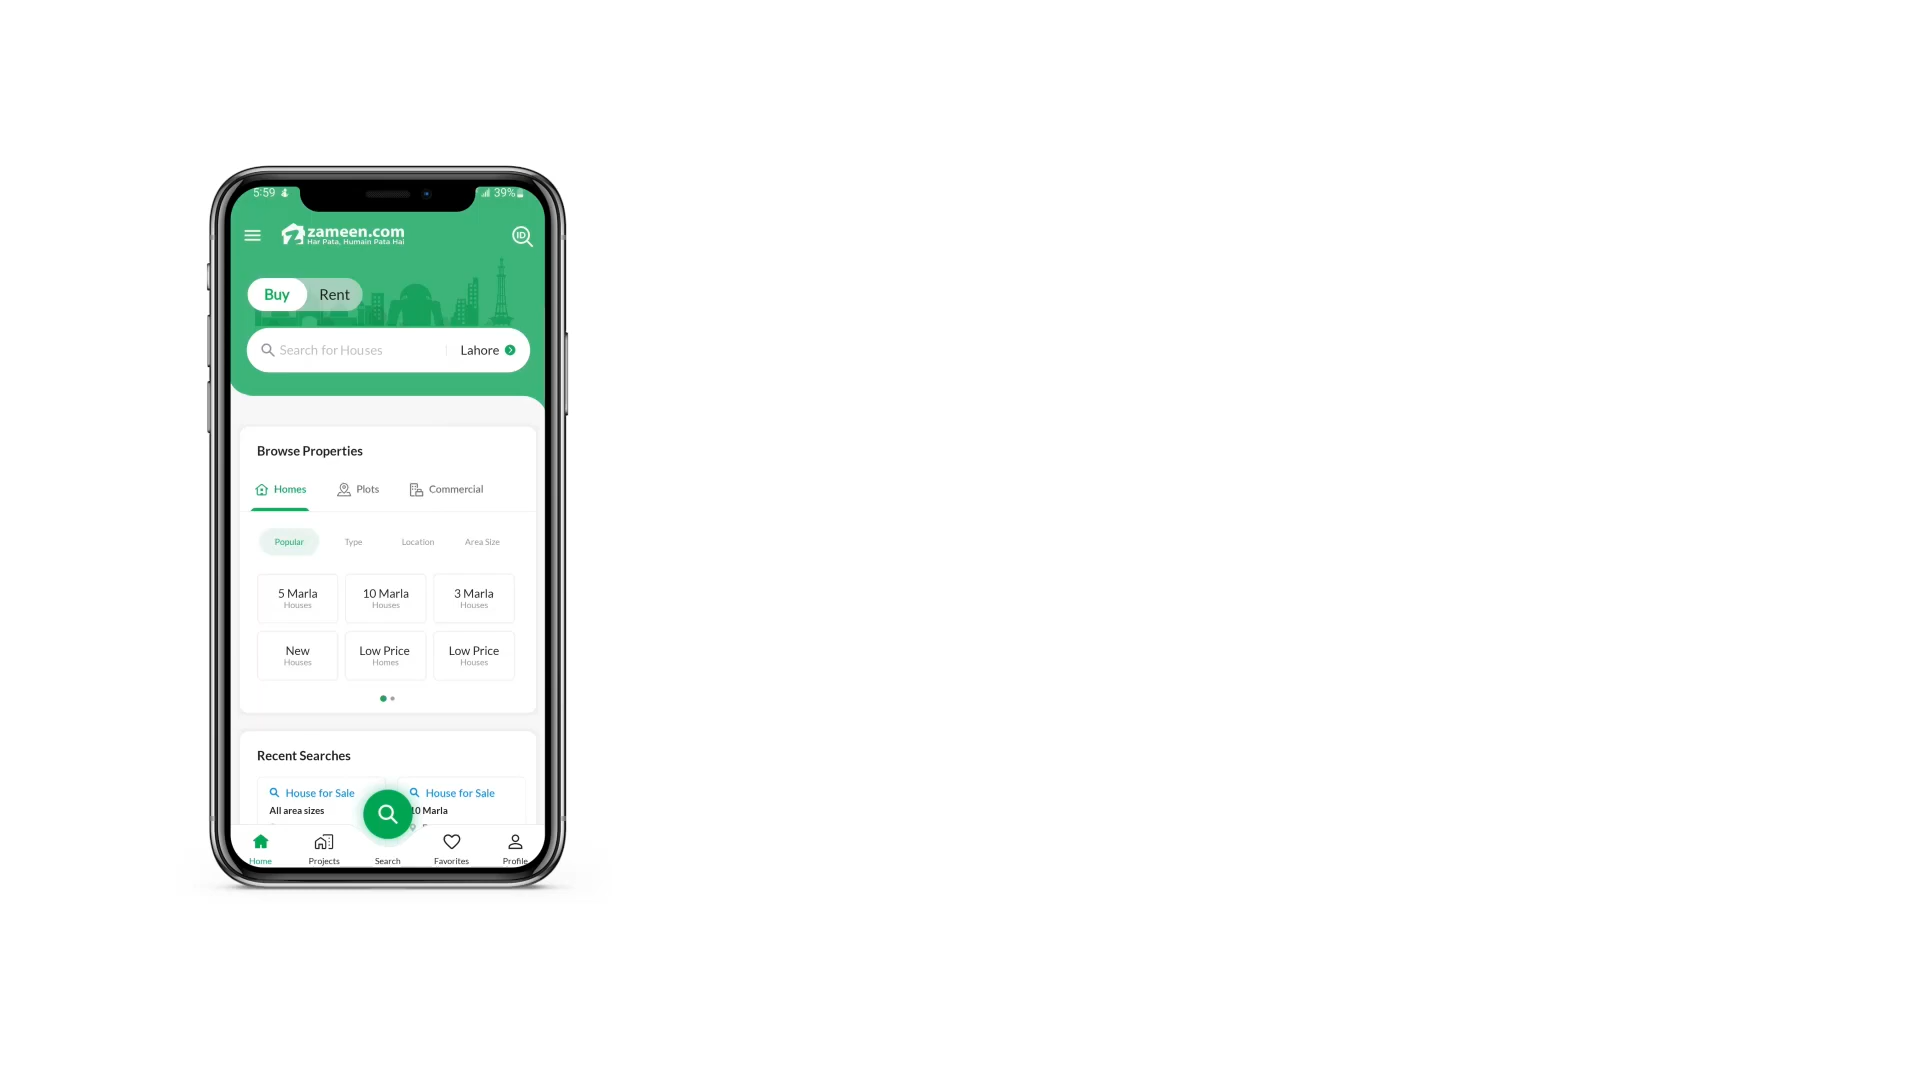 5:59
39%
zameen.com
Har Pata, Humain Pata Hai
ID
Buy Rent
Search for Houses Lahore
Browse Properties
Homes Plots Commercial
Popular Type Location Area Size
5 Marla 10 Marla 3 Marla
Houses Houses Houses
New Low Price Low Price
Houses Homes Houses
Recent Searches
House for Sale House for Sale
All area sizes 10 Marla
Home Projects Search Favorites Profile